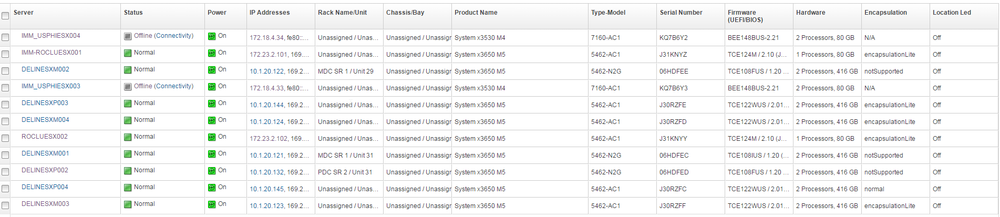 Server Status Power IP Addresses Rack Name/Unit Chassis/Bay Product Name Type-Model Serial Number Firmware (UEFI/BIOS) Hardware Encapsulation Location Led
IMM_USPHIESX004 Offline (Connectivity) On 172.18.4.34, fe80::... Unassigned / Unas... Unassigned / Unassigr System x3530 M4 7160-AC1 KQ7B6Y2 BEE148BUS-2.21 2 Processors, 80 GB N/A Off
IMM-ROCLUESX001 Normal On 172.23.2.101, 169.... Unassigned / Unas... Unassigned / Unassigr System x3650 M5 5462-AC1 J31KNYZ TCE124M / 2.10 (J... 1 Processors, 80 GB encapsulationLite Off
DELINESXM002 Normal On 10.1.20.122, 169.2... MDC SR 1 / Unit 29 Unassigned / Unassigr System x3650 M5 5462-N2G 06HDFEE TCE108FUS / 1.20 ... 2 Processors, 416 GB notSupported Off
IMM_USPHIESX003 Offline (Connectivity) On 172.18.4.33, fe80::... Unassigned / Unas... Unassigned / Unassigr System x3530 M4 7160-AC1 KQ7B6Y3 BEE148BUS-2.21 2 Processors, 80 GB N/A Off
DELINESXP003 Normal On 10.1.20.144, 169.2... Unassigned / Unas... Unassigned / Unassigr System x3650 M5 5462-AC1 J30RZFE TCE122WUS / 2.01... 2 Processors, 416 GB encapsulationLite Off
DELINESXM004 Normal On 10.1.20.124, 169.2... Unassigned / Unas... Unassigned / Unassigr System x3650 M5 5462-AC1 J30RZFD TCE122WUS / 2.01... 2 Processors, 416 GB encapsulationLite Off
ROCLUESX002 Normal On 172.23.2.102, 169.... Unassigned / Unas... Unassigned / Unassigr System x3650 M5 5462-AC1 J31KNYY TCE124M / 2.10 (J... 1 Processors, 80 GB encapsulationLite Off
DELINESXM001 Normal On 10.1.20.121, 169.2... MDC SR 1 / Unit 31 Unassigned / Unassigr System x3650 M5 5462-N2G 06HDFEC TCE108IUS / 1.20 (... 2 Processors, 416 GB notSupported Off
DELINESXP002 Normal On 10.1.20.132, 169.2... PDC SR 2 / Unit 31 Unassigned / Unassigr System x3650 M5 5462-N2G 06HDFED TCE108FUS / 1.20 ... 2 Processors, 416 GB notSupported Off
DELINESXP004 Normal On 10.1.20.145, 169.2... Unassigned / Unas... Unassigned / Unassigr System x3650 M5 5462-AC1 J30RZFC TCE122WUS / 2.01... 2 Processors, 416 GB normal Off
DELINESXM003 Normal On 10.1.20.123, 169.2... Unassigned / Unas... Unassigned / Unassigr System x3650 M5 5462-AC1 J30RZFF TCE122WUS / 2.01... 2 Processors, 416 GB encapsulationLite Off